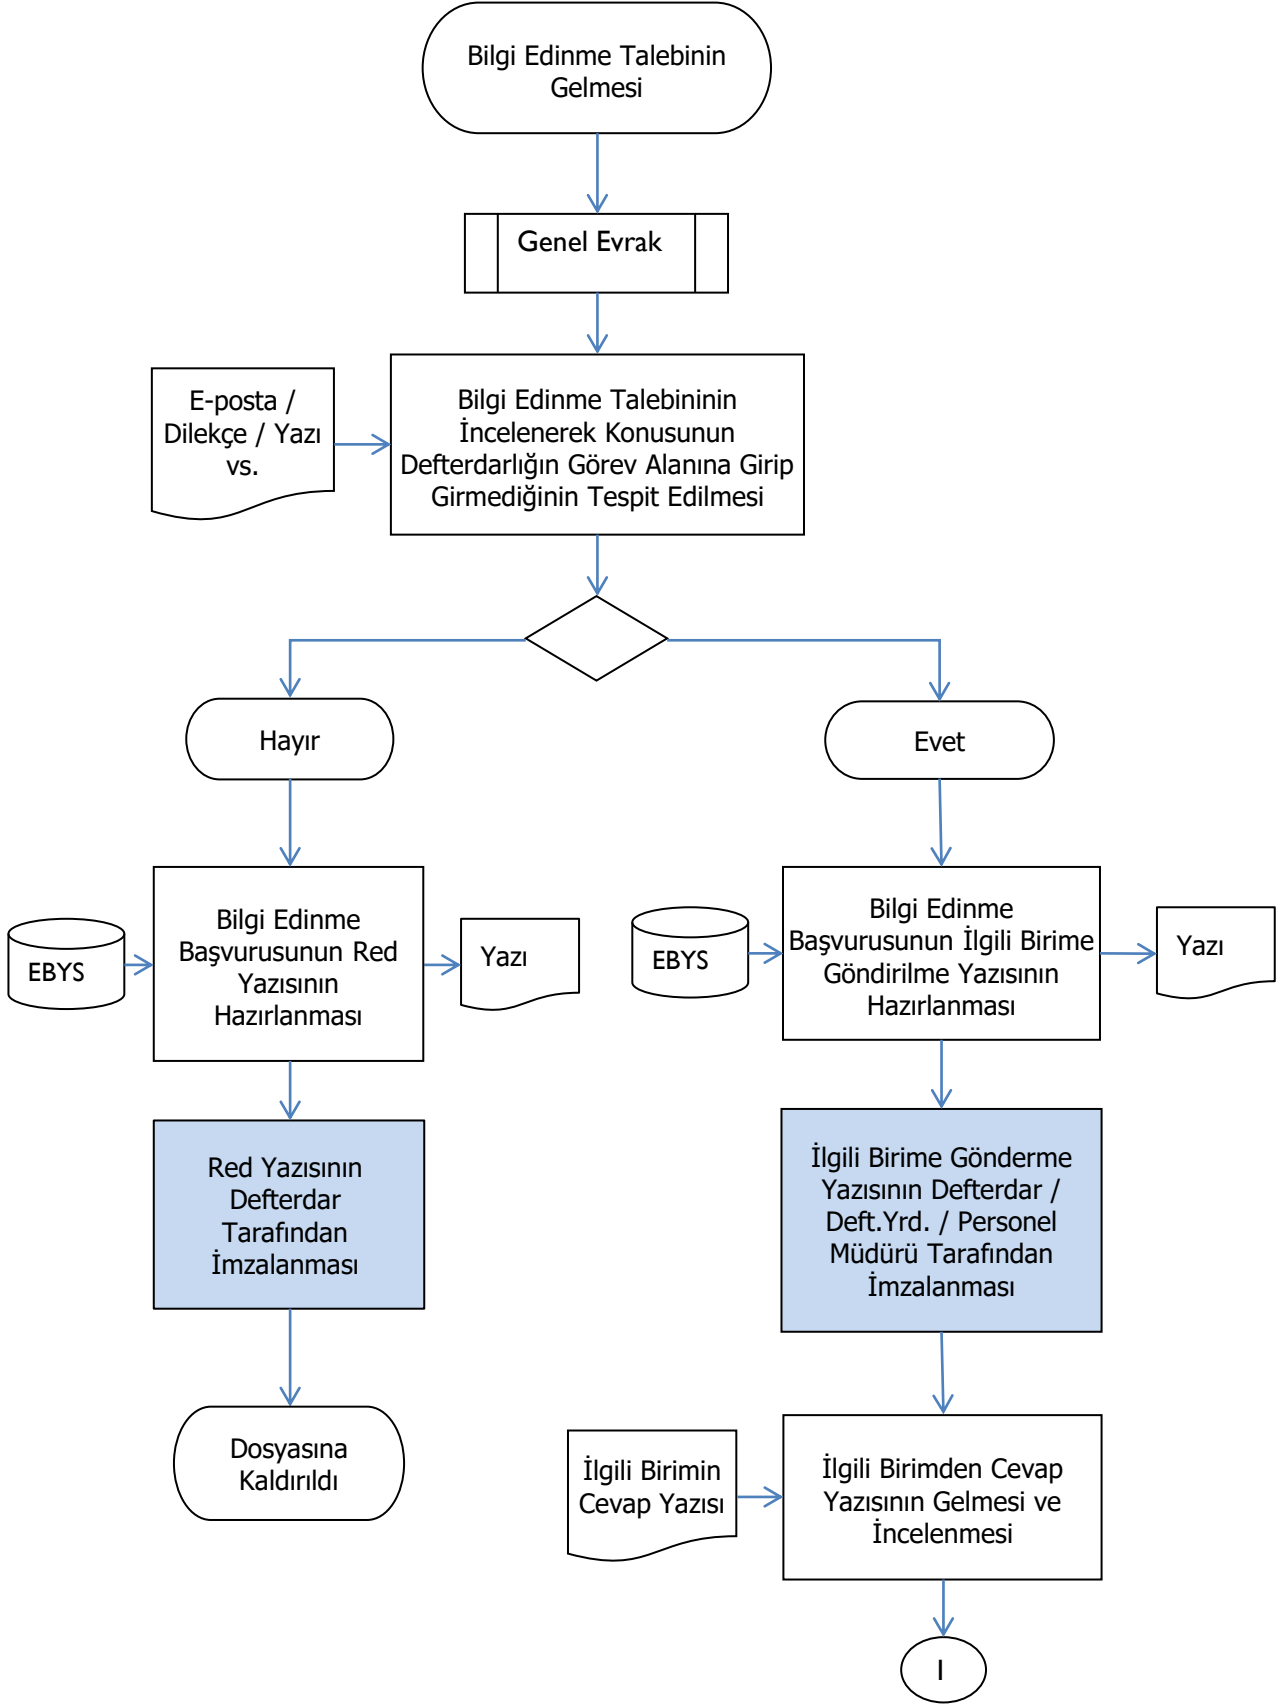 Bilgi Edinme Talebinin
Gelmesi
Genel Evrak
E-posta /
Dilekçe / Yazı
vs.
Bilgi Edinme Talebininin
İncelenerek Konusunun
Defterdarlığın Görev Alanına Girip
Girmediğinin Tespit Edilmesi
Hayır
Evet
EBYS
Bilgi Edinme
Başvurusunun Red
Yazısının
Hazırlanması
Yazı
EBYS
Bilgi Edinme
Başvurusunun İlgili Birime
Göndirilme Yazısının
Hazırlanması
Yazı
Red Yazısının
Defterdar
Tarafından
İmzalanması
İlgili Birime Gönderme
Yazısının Defterdar /
Deft.Yrd. / Personel
Müdürü Tarafından
İmzalanması
Dosyasına
Kaldırıldı
İlgili Birimin
Cevap Yazısı
İlgili Birimden Cevap
Yazısının Gelmesi ve
İncelenmesi
I